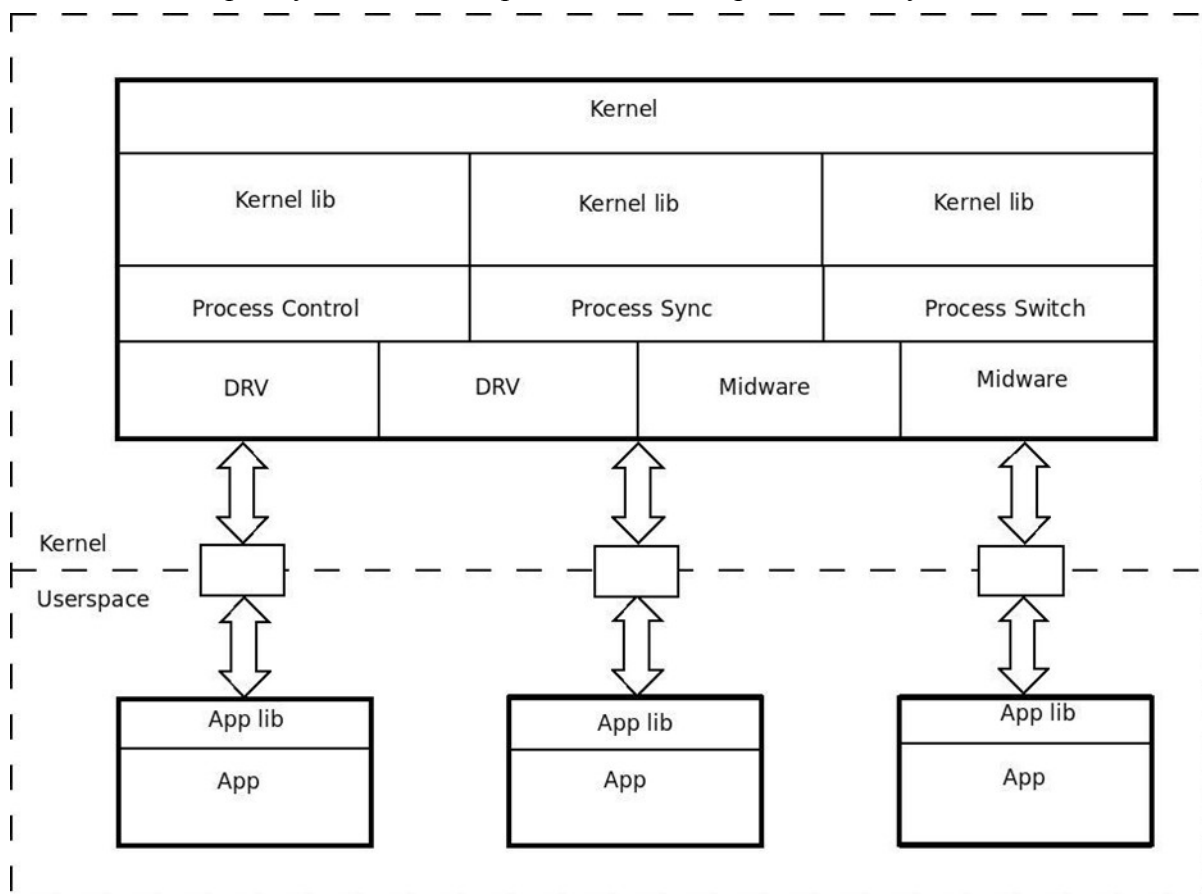 Kernel
Kernel lib
Kernel lib
Kernel lib
Process Control
Process Sync
Process Switch
DRV
DRV
Midware
Midware
Kernel
Userspace
App lib
App lib
App lib
App
App
App